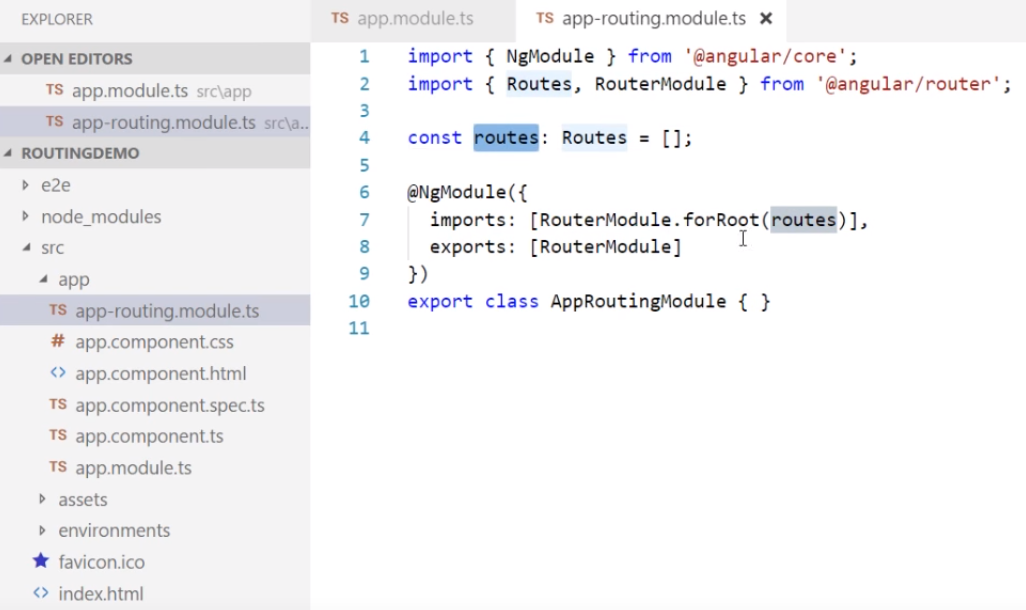 EXPLORER
OPEN EDITORS
TS app.module.ts src\app
TS app-routing.module.ts src\a...
ROUTINGDEMO
e2e
node_modules
src
app
TS app-routing.module.ts
# app.component.css
<> app.component.html
TS app.component.spec.ts
TS app.component.ts
TS app.module.ts
assets
environments
favicon.ico
<> index.html
TS app.module.ts TS app-routing.module.ts ×
1 import { NgModule } from '@angular/core';
2 import { Routes, RouterModule } from '@angular/router';
3
4 const routes: Routes = [];
5
6 @NgModule({
7 imports: [RouterModule.forRoot(routes)],
8 exports: [RouterModule]
9 })
10 export class AppRoutingModule { }
11